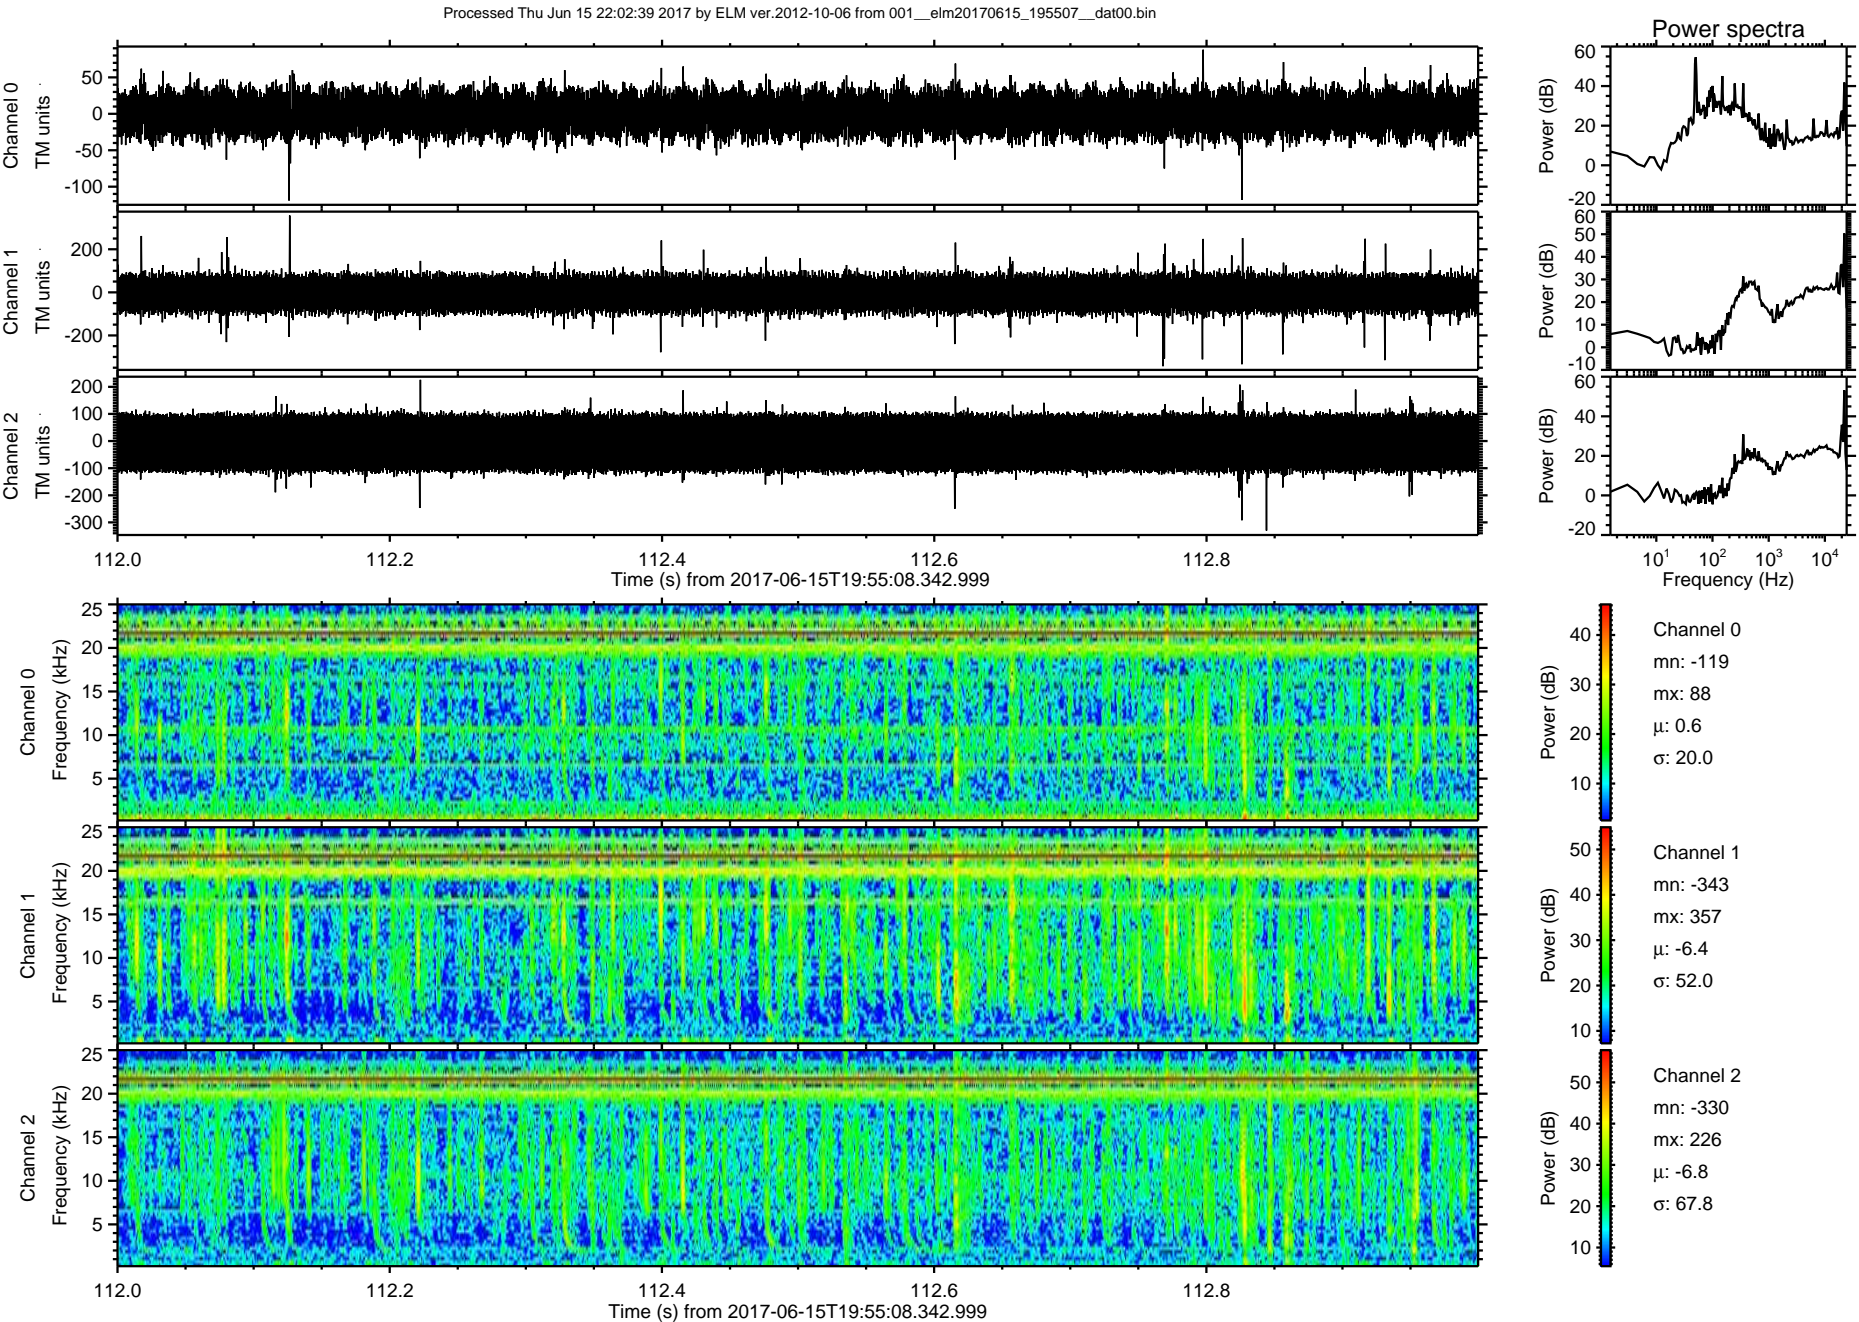 Processed Thu Jun 15 22:02:39 2017 by ELM ver.2012-10-06 from 001__elm20170615_195507__dat00.bin
Power spectra
Channel 0
TM units
50
0
-50
-100
Power (dB)
60
40
20
0
-20
Channel 1
TM units
200
0
-200
Power (dB)
60
50
40
30
20
10
0
-10
Channel 2
TM units
200
100
0
-100
-200
-300
Power (dB)
60
40
20
0
-20
112.0 112.2 112.4 112.6 112.8
Time (s) from 2017-06-15T19:55:08.342.999
10^1 10^2 10^3 10^4
Frequency (Hz)
Channel 0
Frequency (kHz)
25
20
15
10
5
Power (dB)
40
30
20
10
Channel 0
mn: -119
mx: 88
μ: 0.6
σ: 20.0
Channel 1
Frequency (kHz)
25
20
15
10
5
Power (dB)
50
40
30
20
10
Channel 1
mn: -343
mx: 357
μ: -6.4
σ: 52.0
Channel 2
Frequency (kHz)
25
20
15
10
5
Power (dB)
50
40
30
20
10
Channel 2
mn: -330
mx: 226
μ: -6.8
σ: 67.8
112.0 112.2 112.4 112.6 112.8
Time (s) from 2017-06-15T19:55:08.342.999